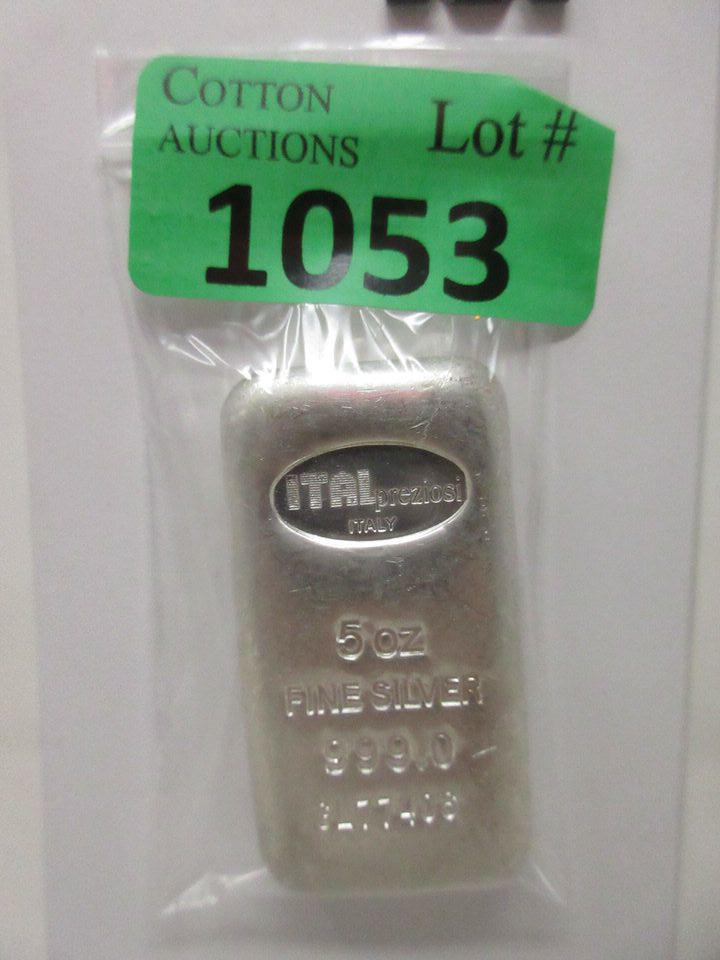 COTTON
AUCTIONS
Lot #
1053
ITALpreziosi
ITALY
5 oz
FINE SILVER
999.0